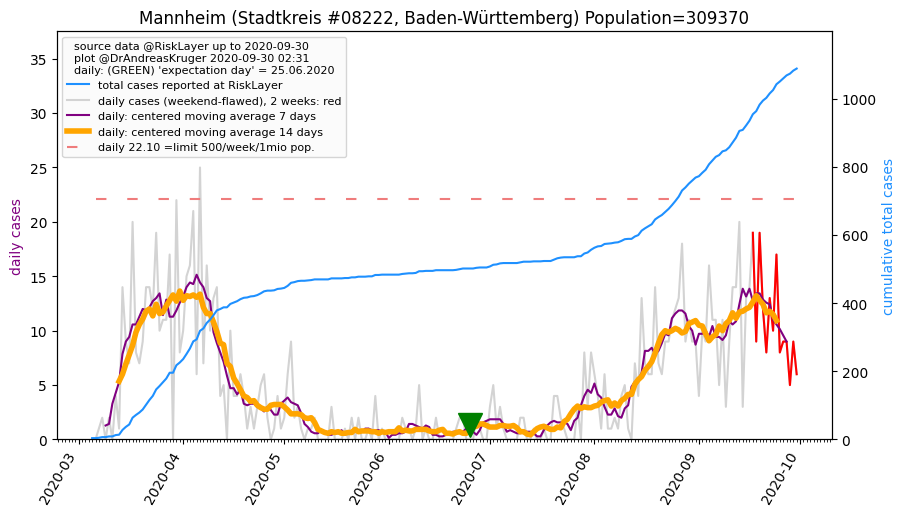 Mannheim (Stadtkreis #08222, Baden-Württemberg) Population=309370
source data @RiskLayer up to 2020-09-30
plot @DrAndreasKruger 2020-09-30 02:31
daily: (GREEN) 'expectation day' = 25.06.2020
total cases reported at RiskLayer
daily cases (weekend-flawed), 2 weeks: red
daily: centered moving average 7 days
daily: centered moving average 14 days
daily 22.10 =limit 500/week/1mio pop.
daily cases
35
30
25
20
15
10
5
0
1000
800
600
400
200
0
cumulative total cases
2020-03
2020-04
2020-05
2020-06
2020-07
2020-08
2020-09
2020-10